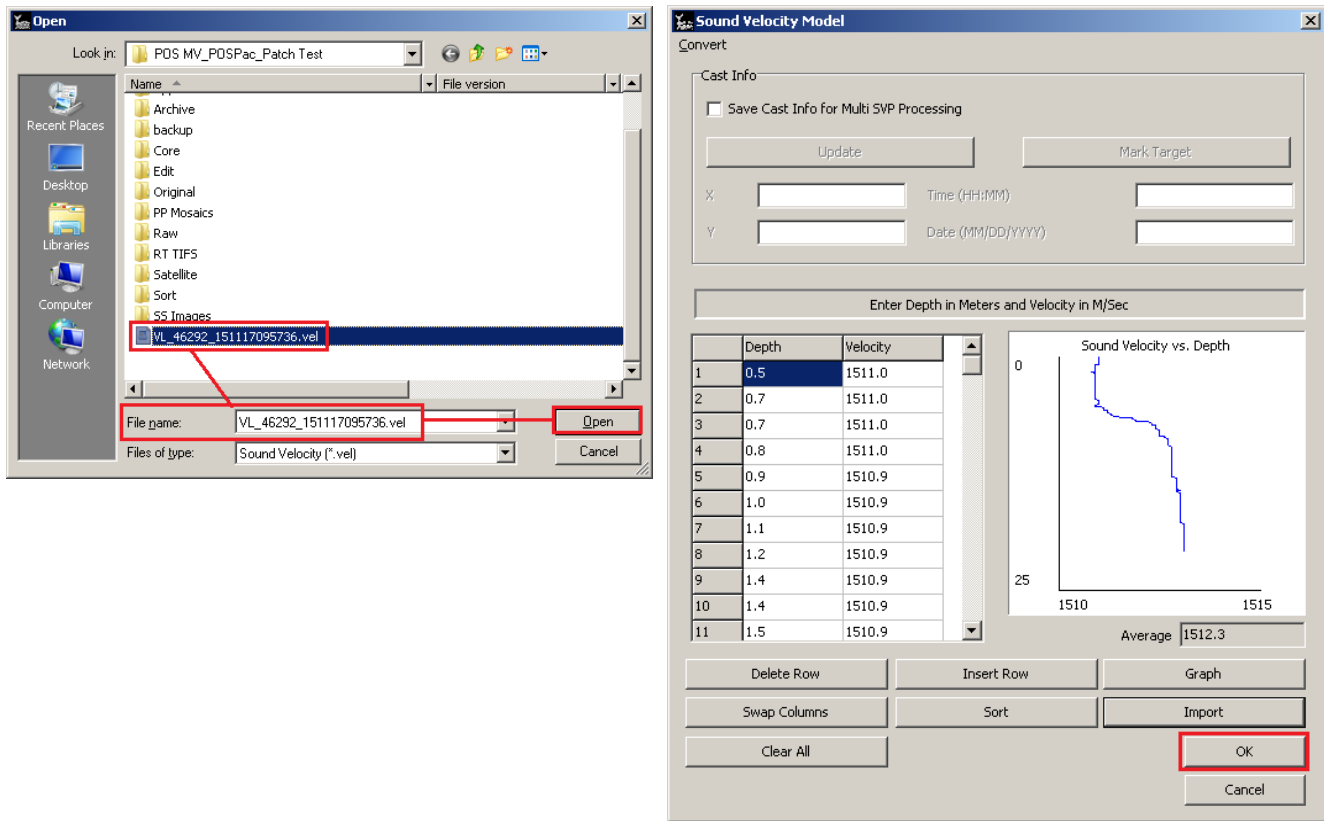 Open
Look in: POS MV_POSPac_Patch Test
Name File version
Archive
backup
Core
Edit
Original
PP Mosaics
Raw
RT TIFS
Satellite
Sort
SS Images
VL_46292_151117095736.vel
Recent Places
Desktop
Libraries
Computer
Network
File name: VL_46292_151117095736.vel Open
Files of type: Sound Velocity (*.vel) Cancel
Sound Velocity Model
Convert
Cast Info
Save Cast Info for Multi SVP Processing
Update Mark Target
X Time (HH:MM)
Y Date (MM/DD/YYYY)
Enter Depth in Meters and Velocity in M/Sec
Depth Velocity
1 0.5 1511.0
2 0.7 1511.0
3 0.7 1511.0
4 0.8 1511.0
5 0.9 1510.9
6 1.0 1510.9
7 1.1 1510.9
8 1.2 1510.9
9 1.4 1510.9
10 1.4 1510.9
11 1.5 1510.9
Sound Velocity vs. Depth
0
25
1510 1515
Average 1512.3
Delete Row Insert Row Graph
Swap Columns Sort Import
Clear All OK
Cancel